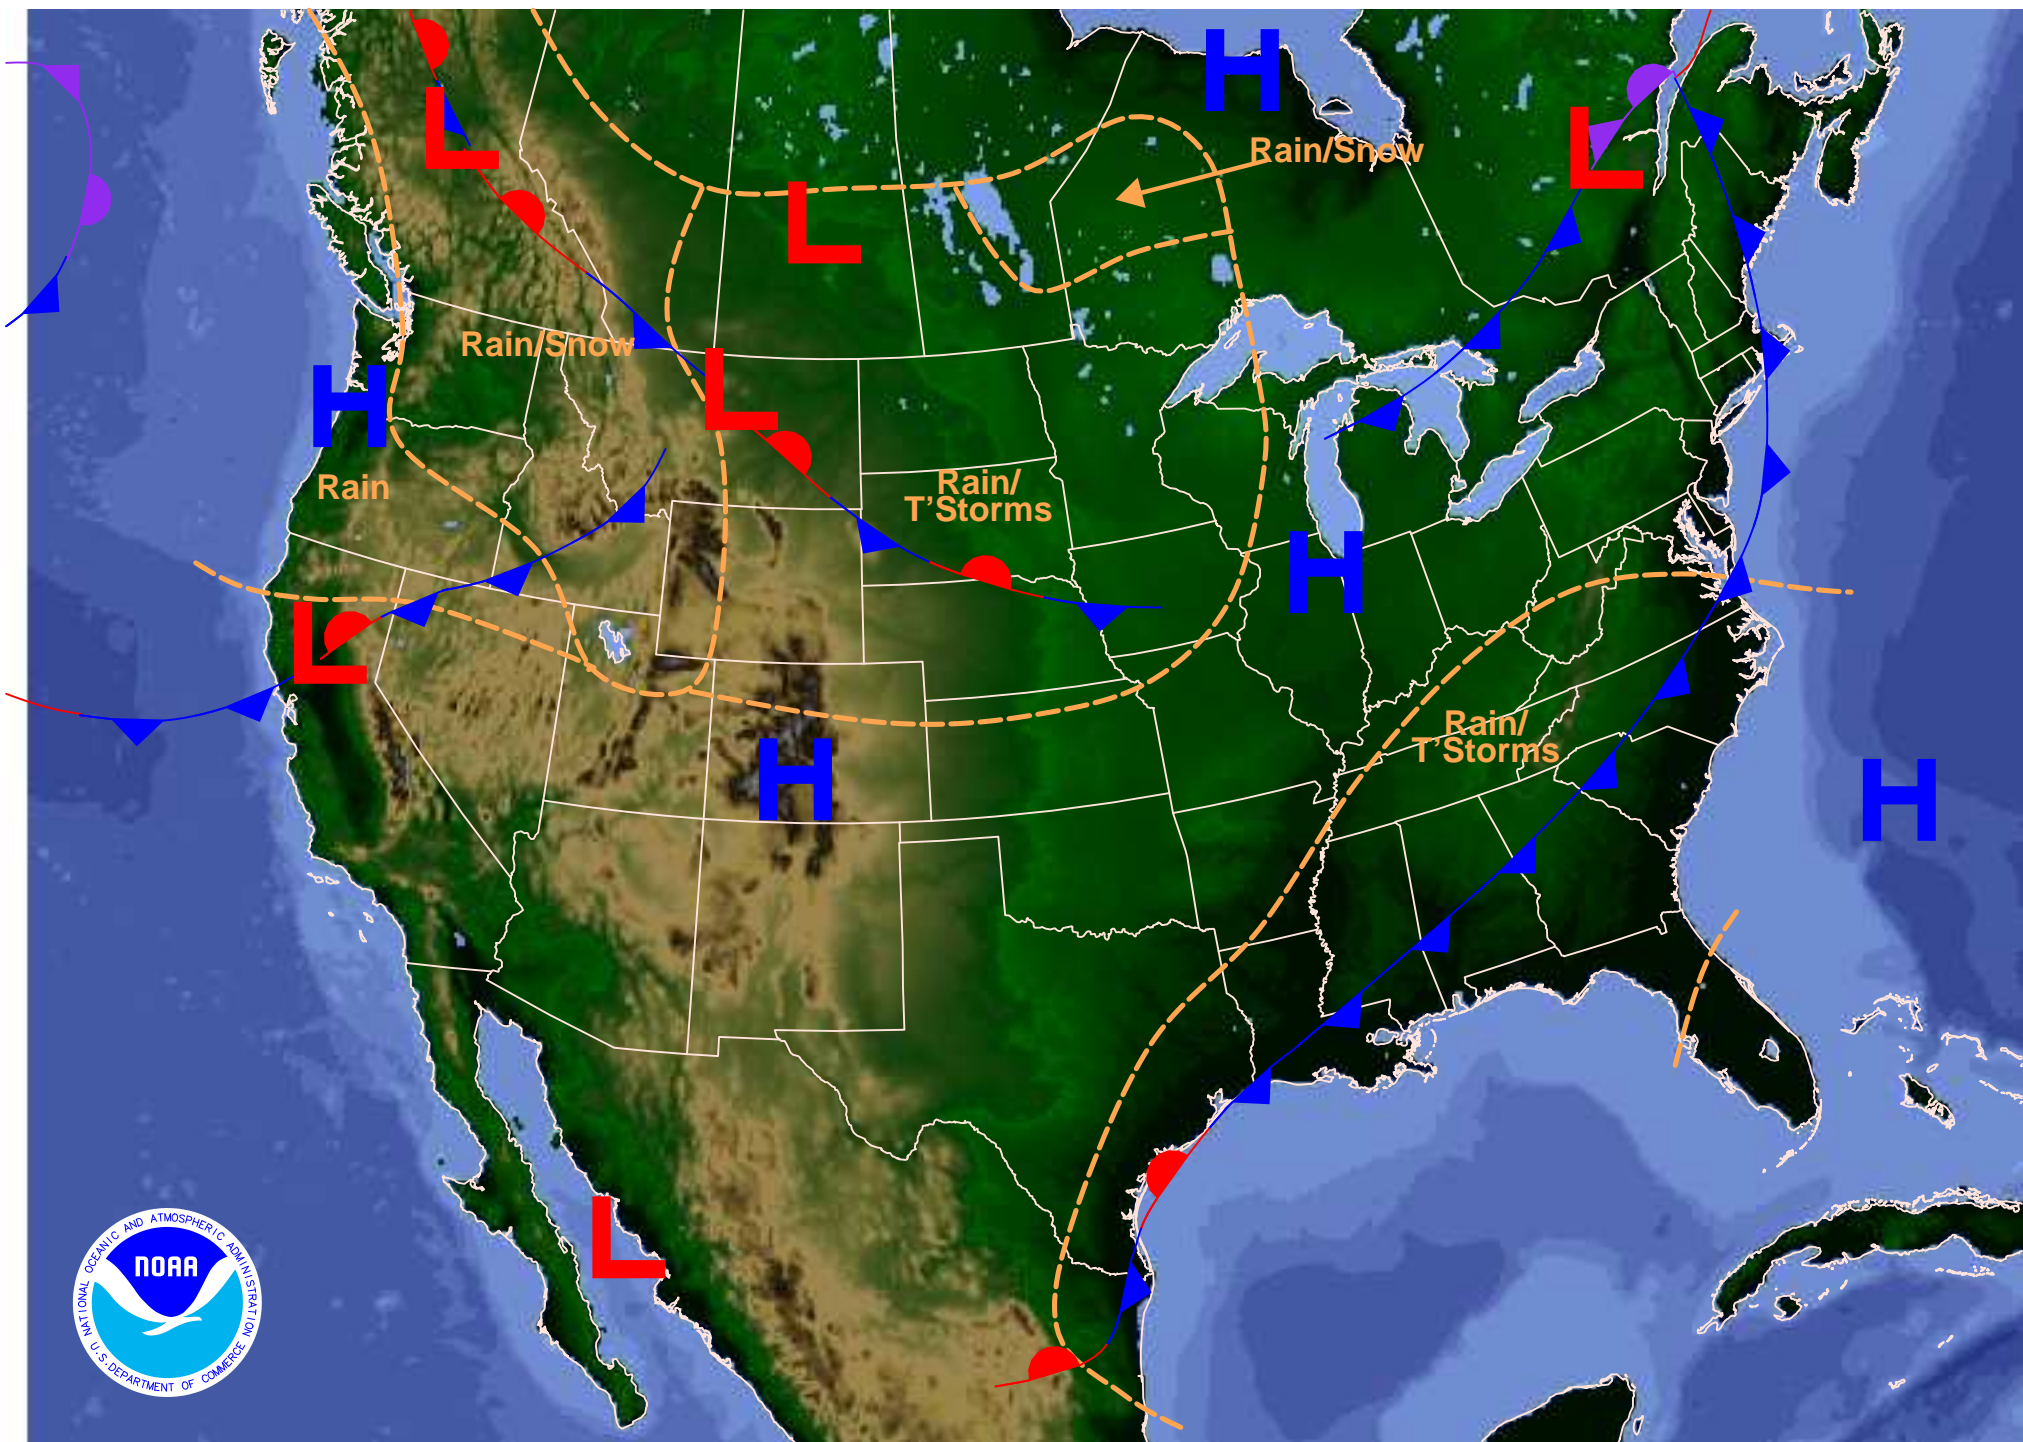 H
Rain/Snow
L
L
L
Rain/Snow
H
L
Rain
Rain/
T'Storms
H
L
Rain/
T'Storms
H
H
L
NATIONAL OCEANIC AND ATMOSPHERIC ADMINISTRATION
NOAA
U.S. DEPARTMENT OF COMMERCE